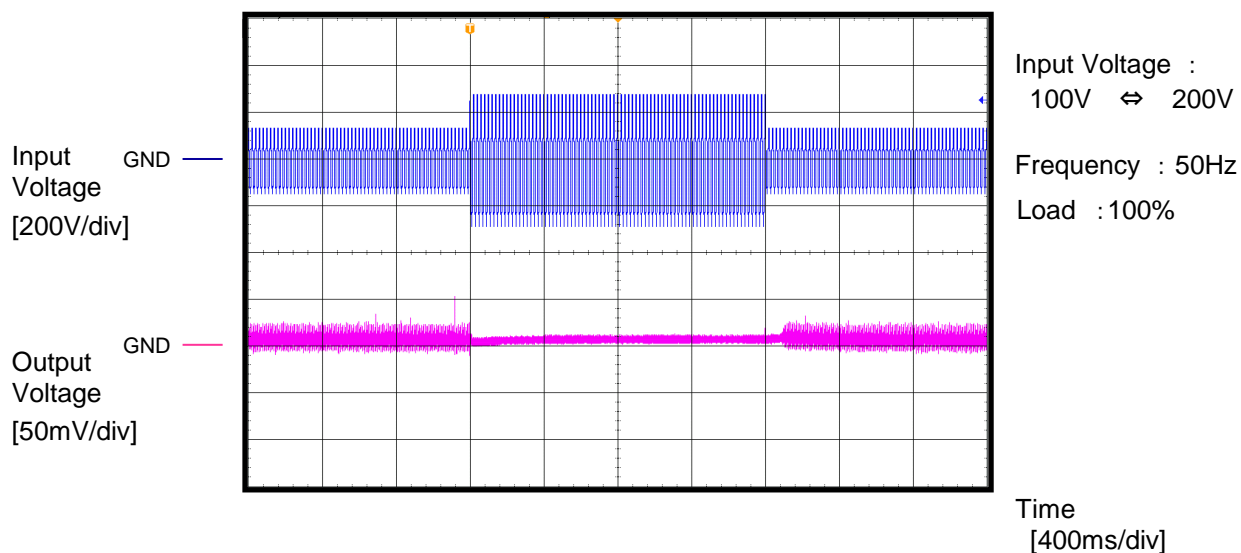 Input Voltage :
100V ⇔ 200V
Frequency : 50Hz
Load : 100%
Input
Voltage
[200V/div]
GND
T
Output
Voltage
[50mV/div]
GND
Time
[400ms/div]